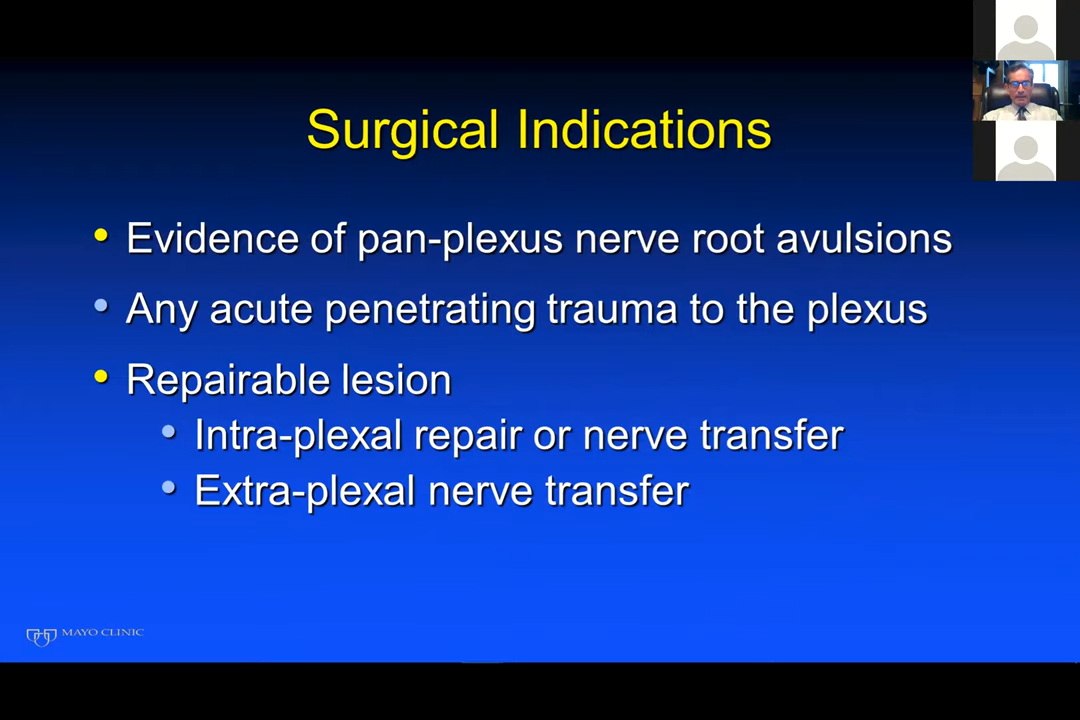 Surgical Indications
• Evidence of pan-plexus nerve root avulsions
• Any acute penetrating trauma to the plexus
• Repairable lesion
• Intra-plexal repair or nerve transfer
• Extra-plexal nerve transfer
MAYO CLINIC